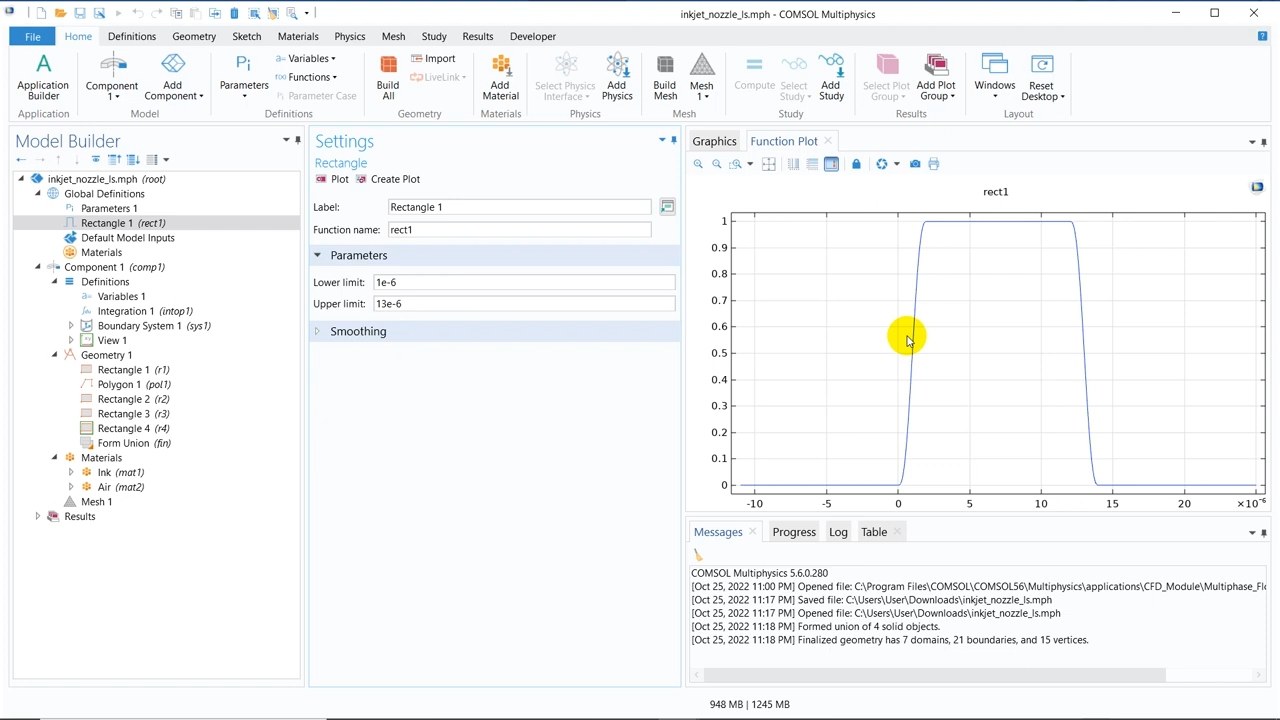 inkjet_nozzle_ls.mph - COMSOL Multiphysics
File Home Definitions Geometry Sketch Materials Physics Mesh Study Results Developer
Application Builder
Component 1
Add Component
Pi Parameters
a= Variables
f(x) Functions
Parameter Case
Build All
Import
LiveLink
Add Material
Select Physics Interface
Add Physics
Build Mesh
Mesh 1
Compute
Select Study
Add Study
Select Plot Group
Add Plot Group
Windows
Reset Desktop
Application Model Definitions Geometry Materials Physics Mesh Study Results Layout
Model Builder
inkjet_nozzle_ls.mph (root)
Global Definitions
Pi Parameters 1
Rectangle 1 (rect1)
Default Model Inputs
Materials
Component 1 (comp1)
Definitions
a= Variables 1
Integration 1 (intop1)
Boundary System 1 (sys1)
View 1
Geometry 1
Rectangle 1 (r1)
Polygon 1 (pol1)
Rectangle 2 (r2)
Rectangle 3 (r3)
Rectangle 4 (r4)
Form Union (fin)
Materials
Ink (mat1)
Air (mat2)
Mesh 1
Results
Settings
Rectangle
Plot Create Plot
Label: Rectangle 1
Function name: rect1
Parameters
Lower limit: 1e-6
Upper limit: 13e-6
Smoothing
Graphics Function Plot
rect1
1
0.9
0.8
0.7
0.6
0.5
0.4
0.3
0.2
0.1
0
-10 -5 0 5 10 15 20 ×10⁻⁶
Messages Progress Log Table
COMSOL Multiphysics 5.6.0.280
[Oct 25, 2022 11:00 PM] Opened file: C:\Program Files\COMSOL\COMSOL56\Multiphysics\applications\CFD_Module\Multiphase_Flo
[Oct 25, 2022 11:17 PM] Saved file: C:\Users\User\Downloads\inkjet_nozzle_ls.mph
[Oct 25, 2022 11:17 PM] Opened file: C:\Users\User\Downloads\inkjet_nozzle_ls.mph
[Oct 25, 2022 11:18 PM] Formed union of 4 solid objects.
[Oct 25, 2022 11:18 PM] Finalized geometry has 7 domains, 21 boundaries, and 15 vertices.
948 MB | 1245 MB